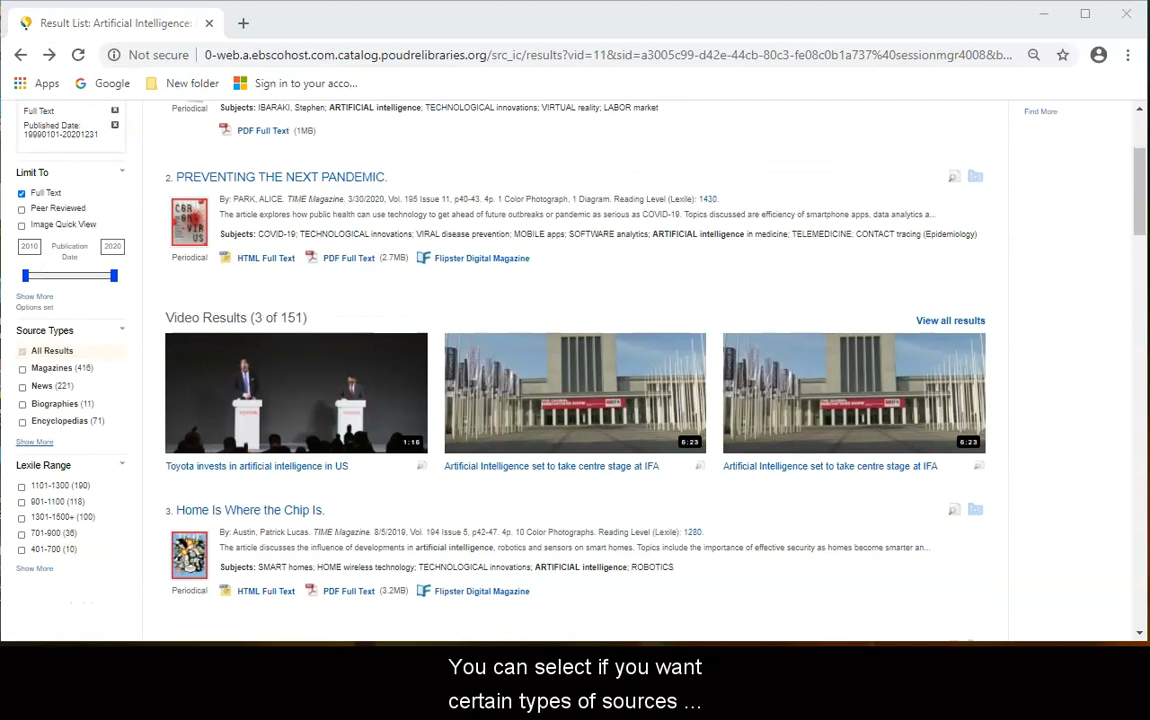 Result List: Artificial Intelligence:
Not secure 0-web.a.ebscohost.com.catalog.poudrelibraries.org/src_ic/results?vid=11&sid=a3005c99-d42e-44cb-80c3-fe08c0b1a737%40sessionmgr4008&b...
Apps Google New folder Sign in to your acco...
Full Text
Published Date:
19990101-20201231
Limit To
Full Text
Peer Reviewed
Image Quick View
2010 Publication Date 2020
Show More
Options set
Source Types
All Results
Magazines (416)
News (221)
Biographies (11)
Encyclopedias (71)
Show More
Lexile Range
1101-1300 (190)
901-1100 (118)
1301-1500+ (100)
701-900 (36)
401-700 (10)
Show More
Periodical Subjects: IBARAKI, Stephen; ARTIFICIAL intelligence; TECHNOLOGICAL innovations; VIRTUAL reality; LABOR market
PDF Full Text (1MB)
2. PREVENTING THE NEXT PANDEMIC.
By: PARK, ALICE. TIME Magazine. 3/30/2020, Vol. 195 Issue 11, p40-43. 4p. 1 Color Photograph, 1 Diagram. Reading Level (Lexile): 1430.
The article explores how public health can use technology to get ahead of future outbreaks or pandemic as serious as COVID-19. Topics discussed are efficiency of smartphone apps, data analytics a...
Subjects: COVID-19; TECHNOLOGICAL innovations; VIRAL disease prevention; MOBILE apps; SOFTWARE analytics; ARTIFICIAL intelligence in medicine; TELEMEDICINE; CONTACT tracing (Epidemiology)
Periodical HTML Full Text PDF Full Text (2.7MB) Flipster Digital Magazine
Video Results (3 of 151) View all results
TOYOTA TOYOTA
1:16 6:23 6:23
Toyota invests in artificial intelligence in US Artificial Intelligence set to take centre stage at IFA Artificial Intelligence set to take centre stage at IFA
3. Home Is Where the Chip Is.
By: Austin, Patrick Lucas. TIME Magazine. 8/5/2019, Vol. 194 Issue 5, p42-47. 4p. 10 Color Photographs. Reading Level (Lexile): 1280.
The article discusses the influence of developments in artificial intelligence, robotics and sensors on smart homes. Topics include the importance of effective security as homes become smarter an...
Subjects: SMART homes; HOME wireless technology; TECHNOLOGICAL innovations; ARTIFICIAL intelligence; ROBOTICS
Periodical HTML Full Text PDF Full Text (3.2MB) Flipster Digital Magazine
Find More
You can select if you want
certain types of sources ...